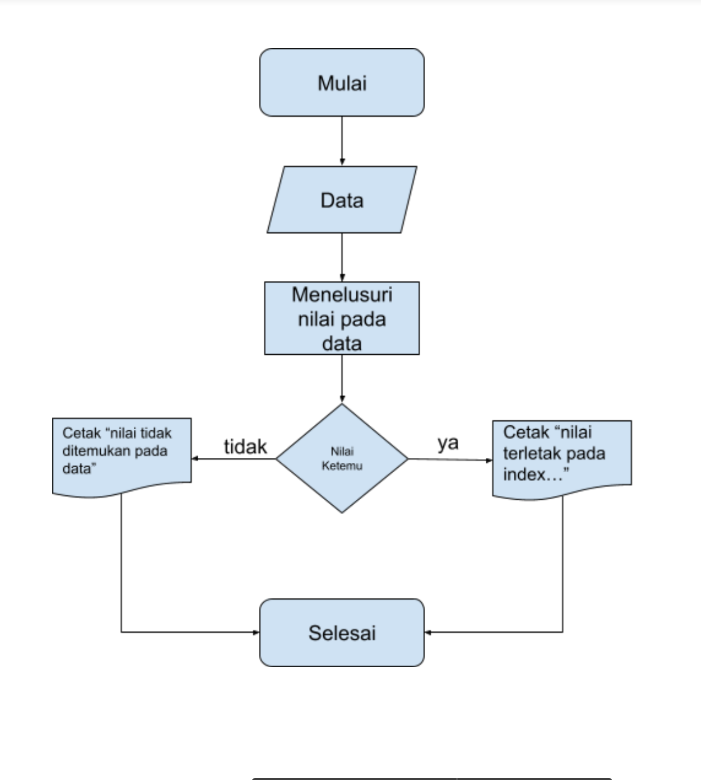 Mulai
Data
Menelusuri
nilai pada
data
Cetak “nilai tidak
ditemukan pada
data”
tidak
Nilai
Ketemu
ya
Cetak “nilai
terletak pada
index…”
Selesai